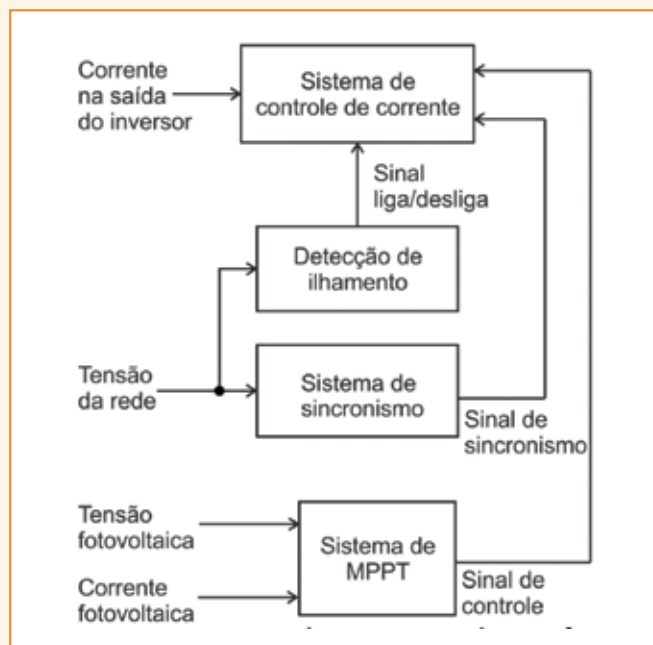 Corrente
na saída
do inversor
Sistema de
controle de corrente
Sinal
liga/desliga
Detecção de
ilhamento
Tensão
da rede
Sistema de
sincronismo
Sinal de
sincronismo
Tensão
fotovoltaica
Corrente
fotovoltaica
Sistema de
MPPT
Sinal de
controle